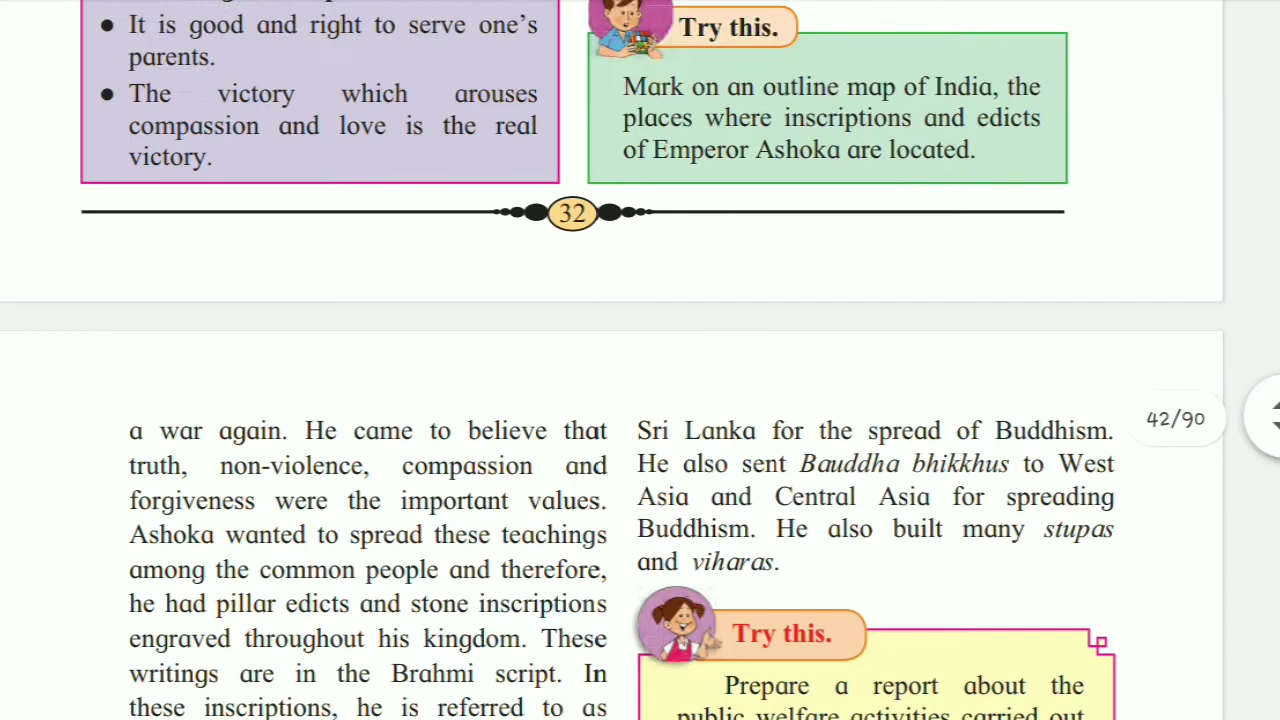 • It is good and right to serve one's
parents.
• The victory which arouses
compassion and love is the real
victory.
Try this.
Mark on an outline map of India, the
places where inscriptions and edicts
of Emperor Ashoka are located.
32
42/90
a war again. He came to believe that
truth, non-violence, compassion and
forgiveness were the important values.
Ashoka wanted to spread these teachings
among the common people and therefore,
he had pillar edicts and stone inscriptions
engraved throughout his kingdom. These
writings are in the Brahmi script. In
these inscriptions, he is referred to as
Sri Lanka for the spread of Buddhism.
He also sent Bauddha bhikkhus to West
Asia and Central Asia for spreading
Buddhism. He also built many stupas
and viharas.
Try this.
Prepare a report about the
public welfare activities carried out